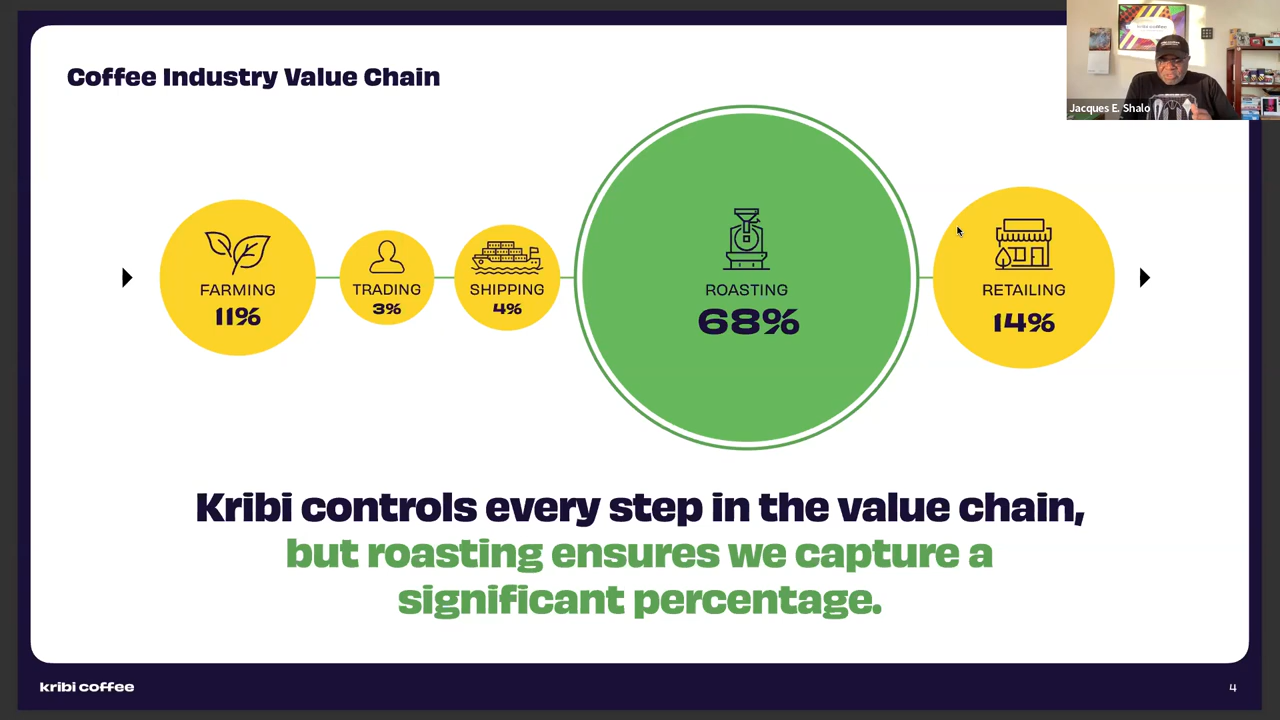 Coffee Industry Value Chain
Jacques E. Shalo
FARMING
11%
TRADING
3%
SHIPPING
4%
ROASTING
68%
RETAILING
14%
Kribi controls every step in the value chain,
but roasting ensures we capture a
significant percentage.
kribi coffee
4